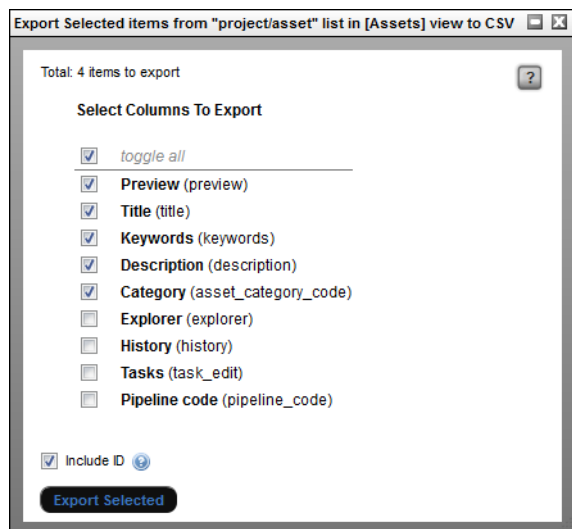 Export Selected items from "project/asset" list in [Assets] view to CSV
Total: 4 items to export
?
Select Columns To Export
toggle all
Preview (preview)
Title (title)
Keywords (keywords)
Description (description)
Category (asset_category_code)
Explorer (explorer)
History (history)
Tasks (task_edit)
Pipeline code (pipeline_code)
Include ID ?
Export Selected